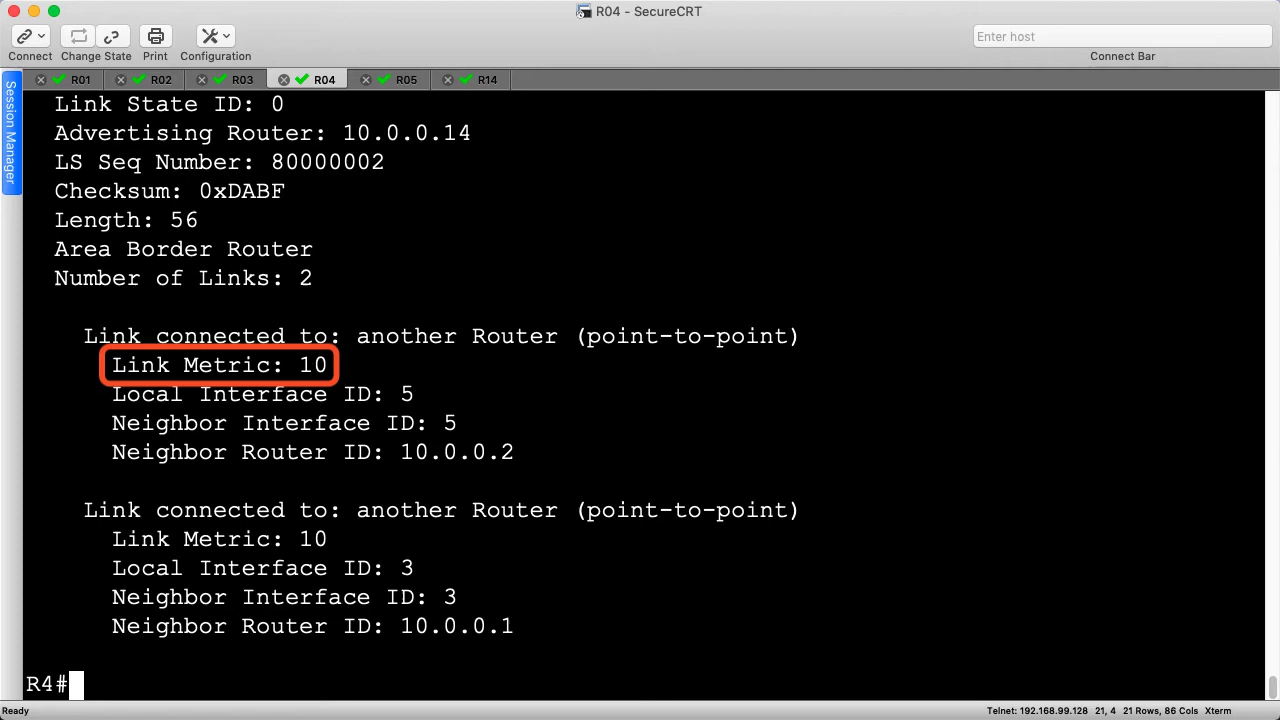 R04 - SecureCRT
Enter host
Connect Change State Print Configuration Connect Bar
R01 R02 R03 R04 R05 R14
Session Manager
Link State ID: 0
Advertising Router: 10.0.0.14
LS Seq Number: 80000002
Checksum: 0xDABF
Length: 56
Area Border Router
Number of Links: 2
Link connected to: another Router (point-to-point)
Link Metric: 10
Local Interface ID: 5
Neighbor Interface ID: 5
Neighbor Router ID: 10.0.0.2
Link connected to: another Router (point-to-point)
Link Metric: 10
Local Interface ID: 3
Neighbor Interface ID: 3
Neighbor Router ID: 10.0.0.1
R4#
Ready Telnet: 192.168.99.128 21, 4 21 Rows, 86 Cols Xterm